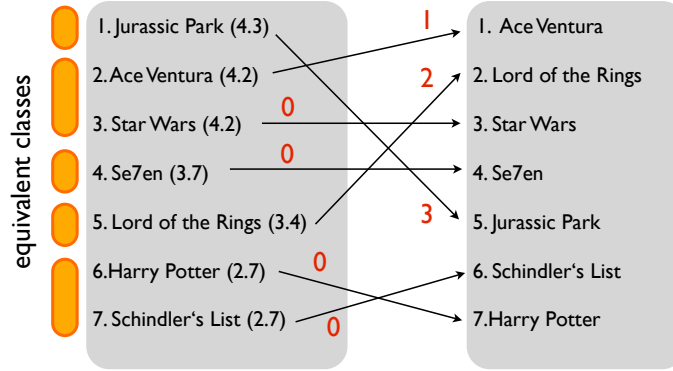 equivalent classes
1. Jurassic Park (4.3)
2. Ace Ventura (4.2)
3. Star Wars (4.2)
4. Se7en (3.7)
5. Lord of the Rings (3.4)
6. Harry Potter (2.7)
7. Schindler‘s List (2.7)
1
2
0
0
3
0
0
1. Ace Ventura
2. Lord of the Rings
3. Star Wars
4. Se7en
5. Jurassic Park
6. Schindler‘s List
7. Harry Potter